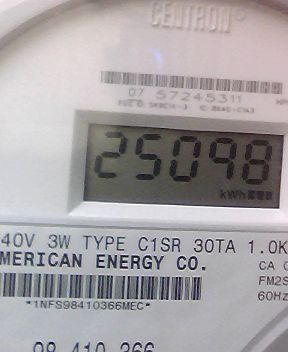 CENTRON®
07 57245311
25098
kWh
40V 3W TYPE C1SR 30TA 1.0K
MERICAN ENERGY CO.
CA 0
FM2S
60Hz
*1NFS98410366MEC*
98 410 366